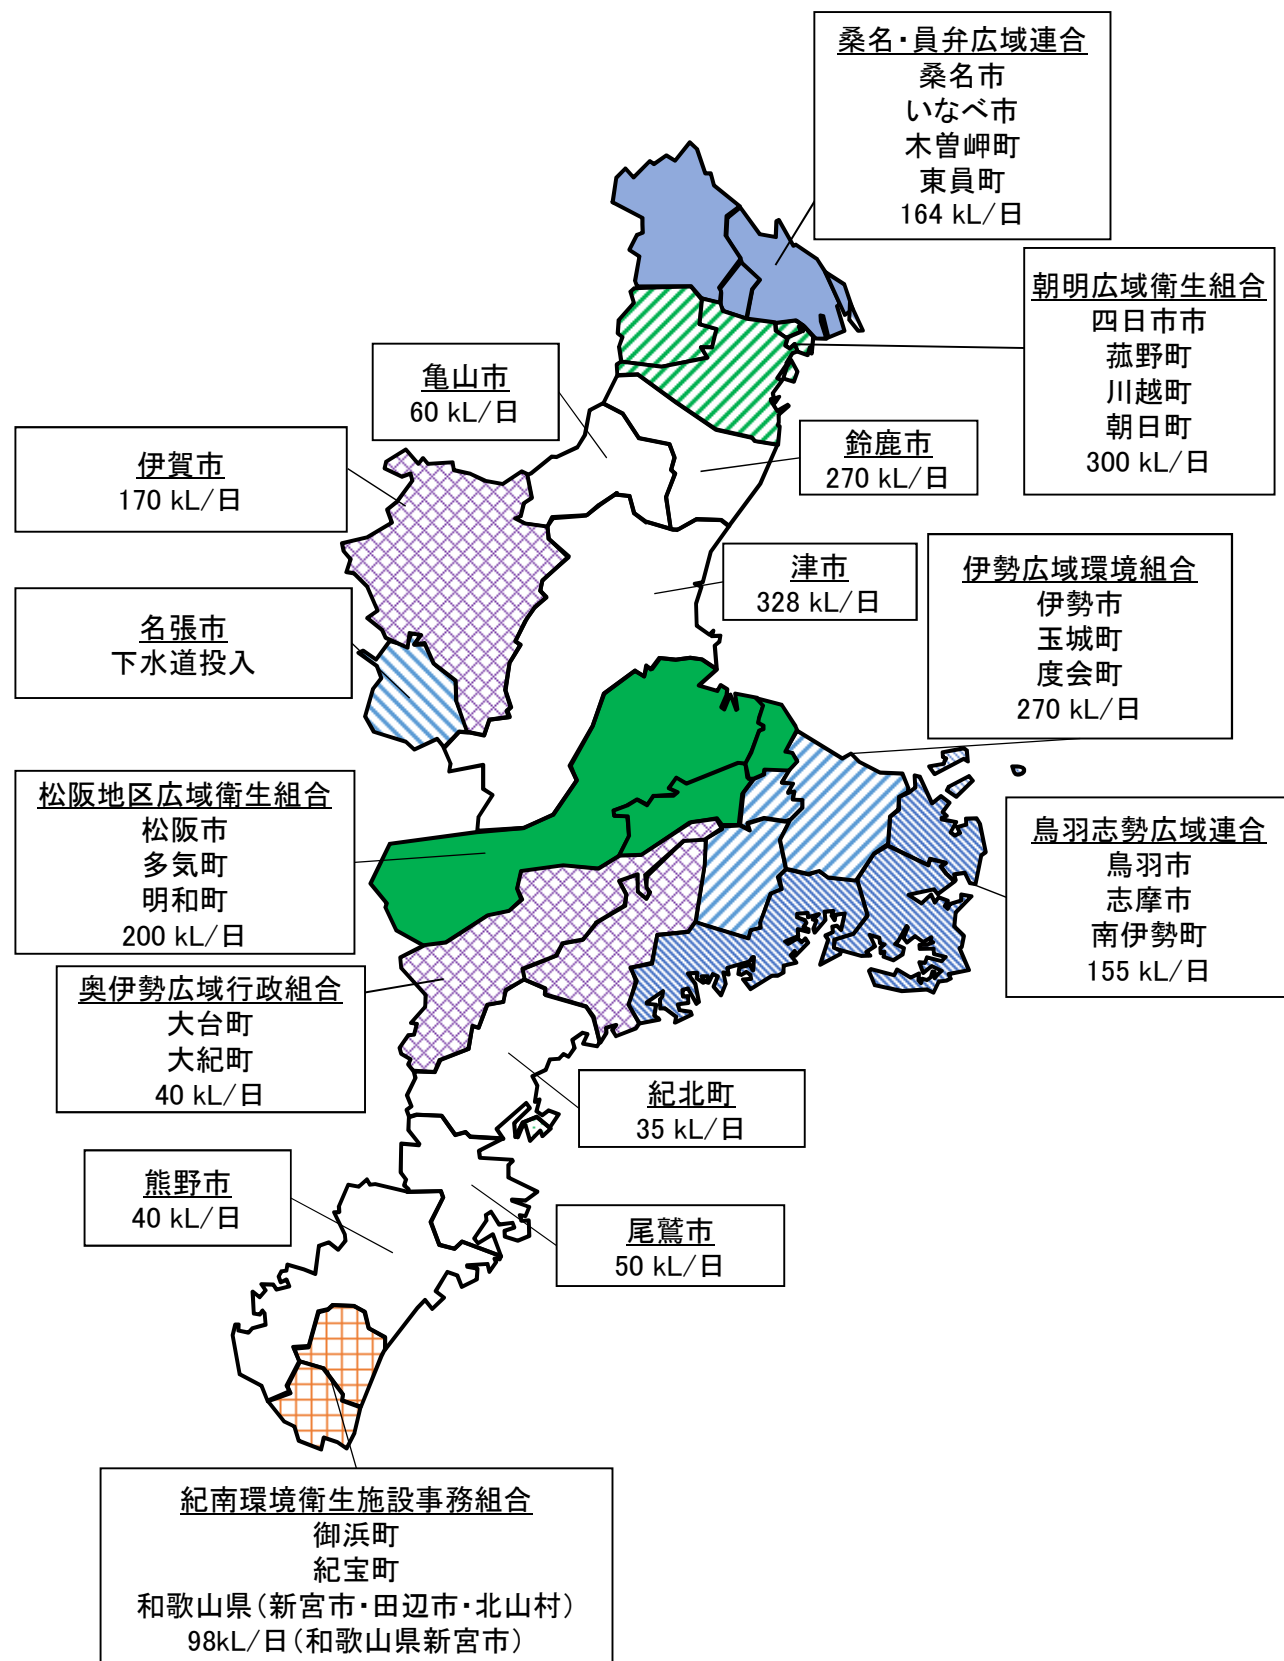 桑名・員弁広域連合
桑名市
いなべ市
木曽岬町
東員町
164 kL/日
朝明広域衛生組合
四日市市
菰野町
川越町
朝日町
300 kL/日
亀山市
60 kL/日
鈴鹿市
270 kL/日
伊賀市
170 kL/日
津市
328 kL/日
伊勢広域環境組合
伊勢市
玉城町
度会町
270 kL/日
名張市
下水道投入
松阪地区広域衛生組合
松阪市
多気町
明和町
200 kL/日
鳥羽志勢広域連合
鳥羽市
志摩市
南伊勢町
155 kL/日
奥伊勢広域行政組合
大台町
大紀町
40 kL/日
紀北町
35 kL/日
熊野市
40 kL/日
尾鷲市
50 kL/日
紀南環境衛生施設事務組合
御浜町
紀宝町
和歌山県(新宮市・田辺市・北山村)
98kL/日(和歌山県新宮市)